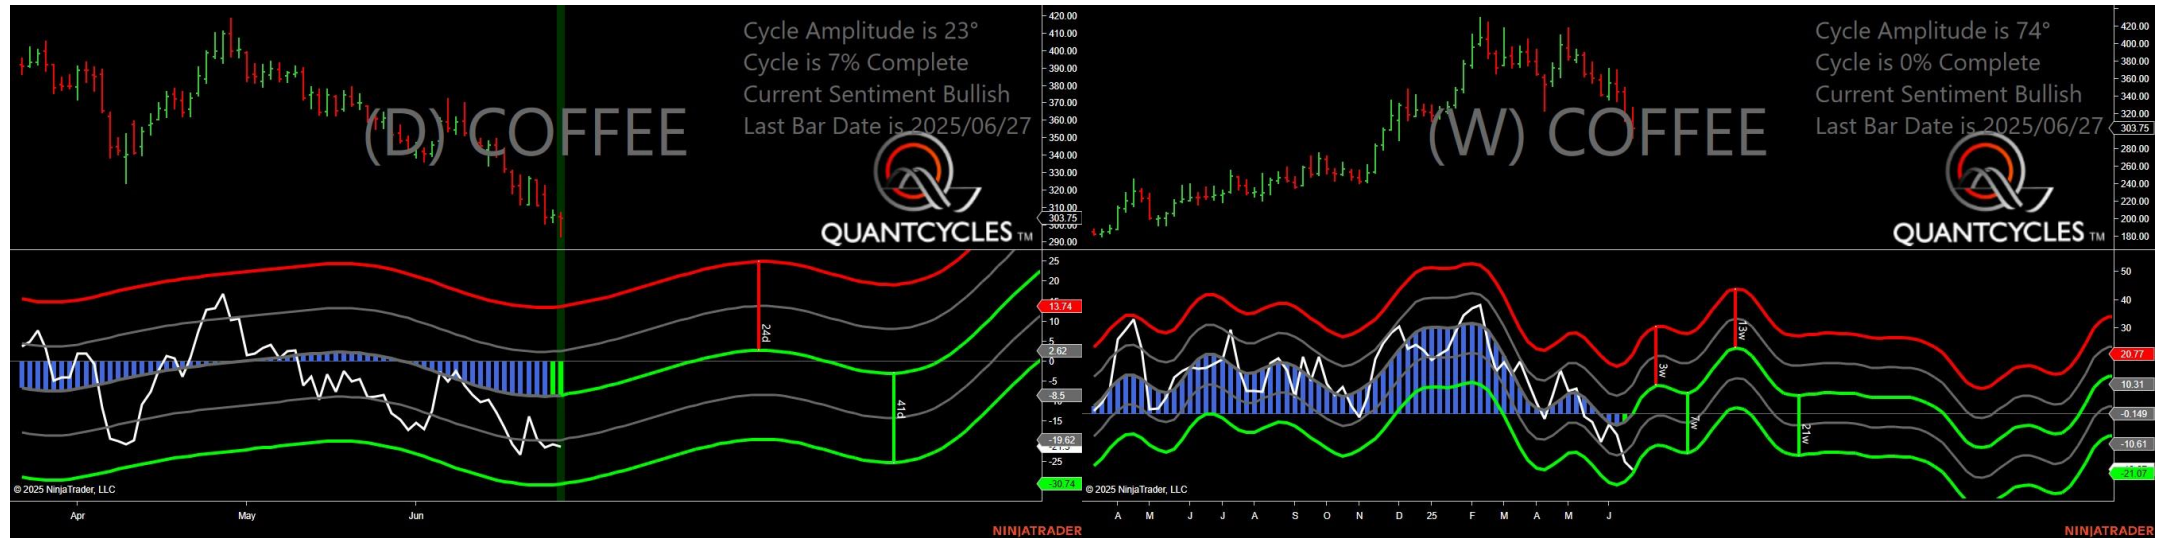 Cycle Amplitude is 23°
Cycle is 7% Complete
Current Sentiment Bullish
Last Bar Date is 2025/06/27
(D) COFFEE
QUANTCYCLES TM
420.00
410.00
400.00
390.00
380.00
370.00
360.00
350.00
340.00
330.00
320.00
310.00
303.75
300.00
290.00
25
20
13.74
10
5
2.62
0
-5
-8.5
-15
-19.62
-25
-30.74
24d
41d
© 2025 NinjaTrader, LLC
Apr
May
Jun
NINJATRADER
Cycle Amplitude is 74°
Cycle is 0% Complete
Current Sentiment Bullish
Last Bar Date is 2025/06/27
(W) COFFEE
QUANTCYCLES TM
420.00
400.00
380.00
360.00
340.00
320.00
303.75
280.00
260.00
240.00
220.00
200.00
180.00
50
40
30
20.77
10.31
-0.149
-10.61
-21.07
3w
7w
13w
21w
© 2025 NinjaTrader, LLC
A M J J A S O N D 25 F M A M J
NINJATRADER